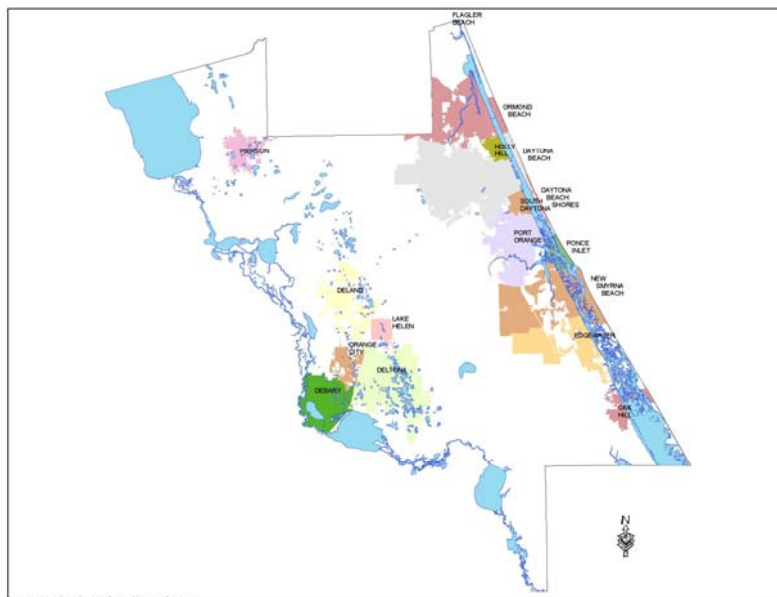 FLAGLER
BEACH
ORMOND
BEACH
HOLLY
HILL
DAYTONA
BEACH
PIERSON
DAYTONA
BEACH
SHORES
SOUTH
DAYTONA
PORT
ORANGE
PONCE
INLET
NEW
SMYRNA
BEACH
DELAND
LAKE
HELEN
EDGEWATER
ORANGE
CITY
DELTONA
DEBARY
OAK
HILL
N